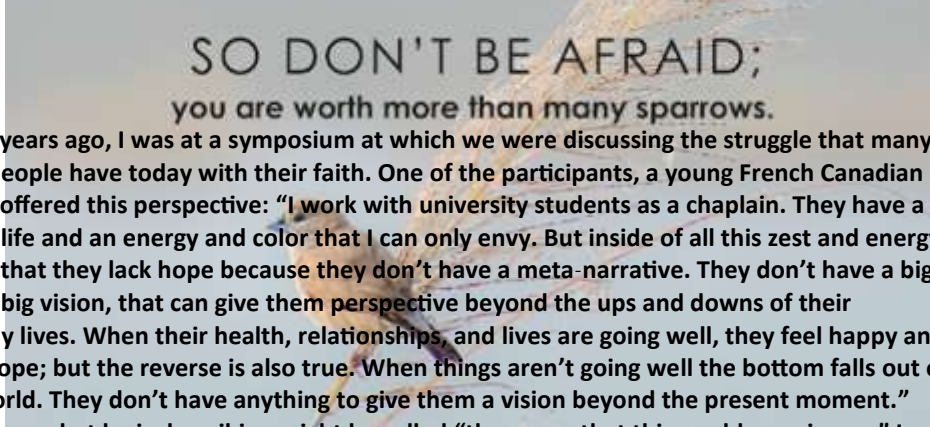 SO DON'T BE AFRAID;
you are worth more than many sparrows.
years ago, I was at a symposium at which we were discussing the struggle that many
eople have today with their faith. One of the participants, a young French Canadian
offered this perspective: “I work with university students as a chaplain. They have a
life and an energy and color that I can only envy. But inside of all this zest and energ
that they lack hope because they don’t have a meta-narrative. They don’t have a big
big vision, that can give them perspective beyond the ups and downs of their
y lives. When their health, relationships, and lives are going well, they feel happy an
ope; but the reverse is also true. When things aren’t going well the bottom falls out
orld. They don’t have anything to give them a vision beyond the present moment.”